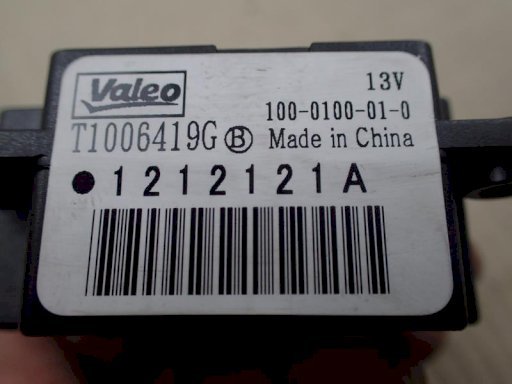 Valeo
13V
100-0100-01-0
T1006419G Ⓑ Made in China
●1212121A